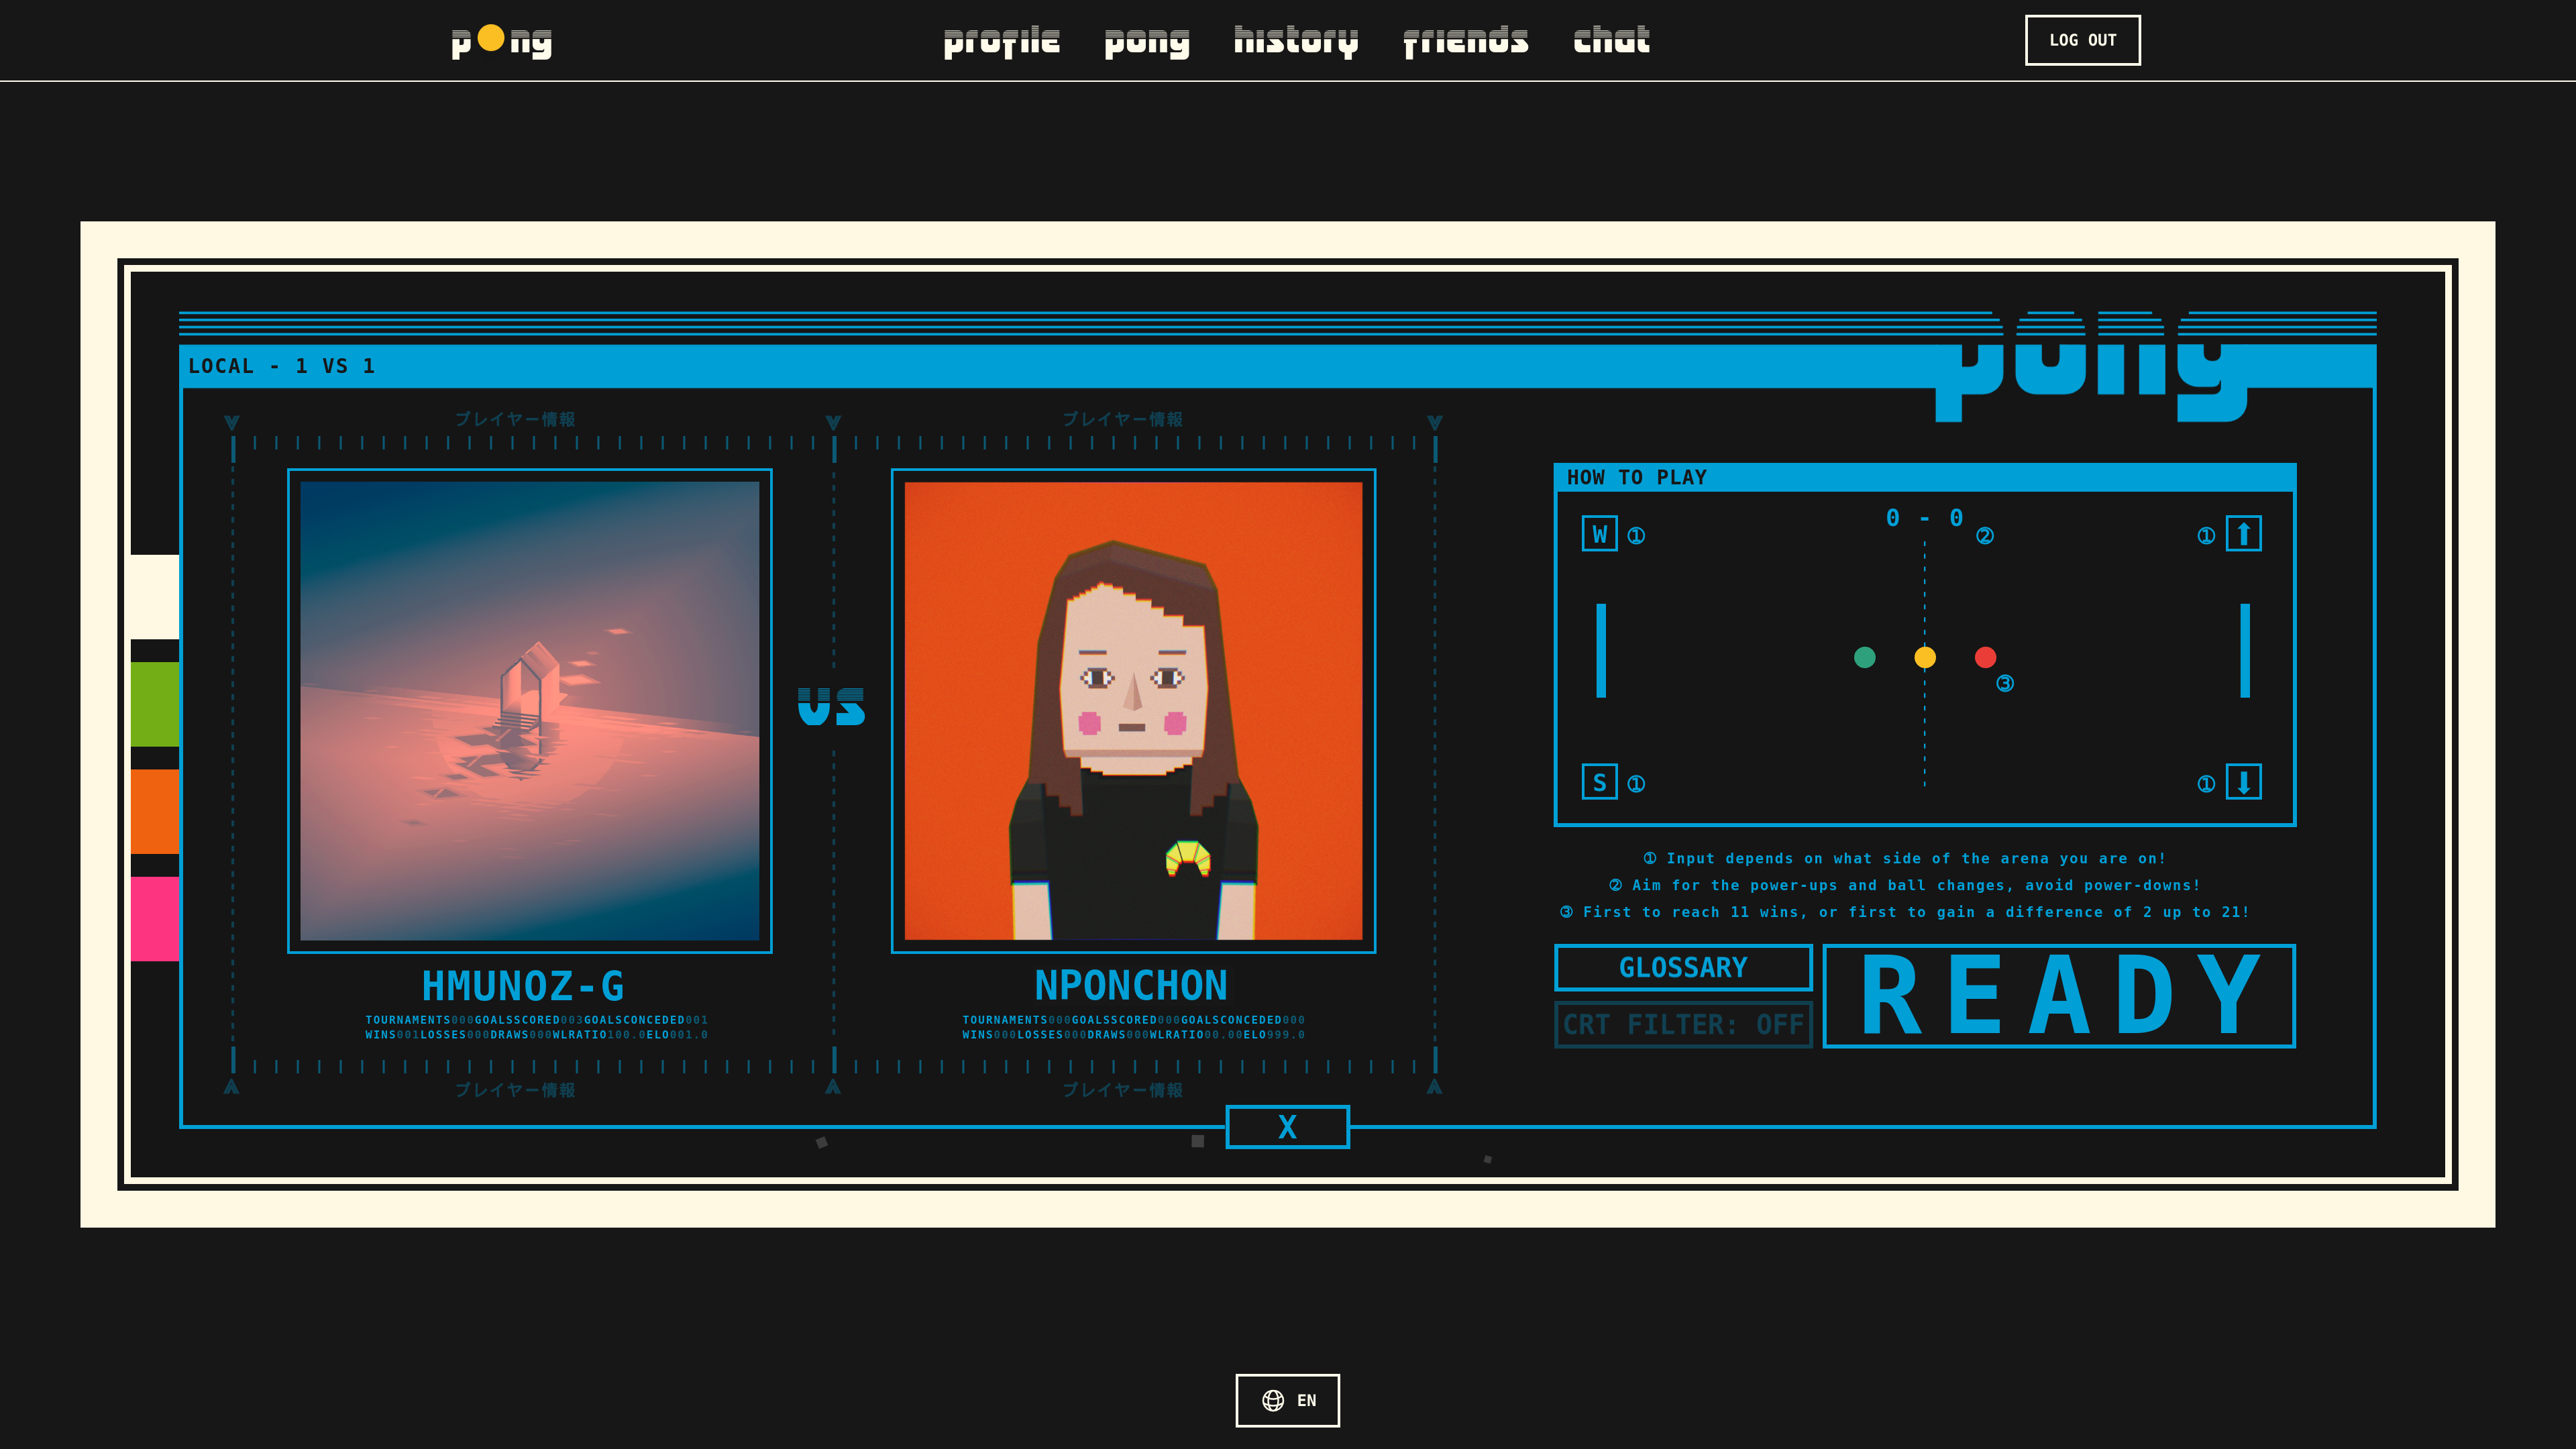 pong
profile pong history friends chat
LOG OUT
pong
LOCAL - 1 VS 1
プレイヤー情報
プレイヤー情報
VS
HMUNOZ-G
TOURNAMENTS000GOALSSCORED003GOALSCONCEDED001
WINS001LOSSES000DRAWS000WLRATIO100.0ELO001.0
NPONCHON
TOURNAMENTS000GOALSSCORED000GOALSCONCEDED000
WINS000LOSSES000DRAWS000WLRATIO00.00ELO999.0
プレイヤー情報
プレイヤー情報
HOW TO PLAY
0 - 0
W ① ② ① ⬆
③
S ① ① ⬇
① Input depends on what side of the arena you are on!
② Aim for the power-ups and ball changes, avoid power-downs!
③ First to reach 11 wins, or first to gain a difference of 2 up to 21!
GLOSSARY
CRT FILTER: OFF
READY
X
EN